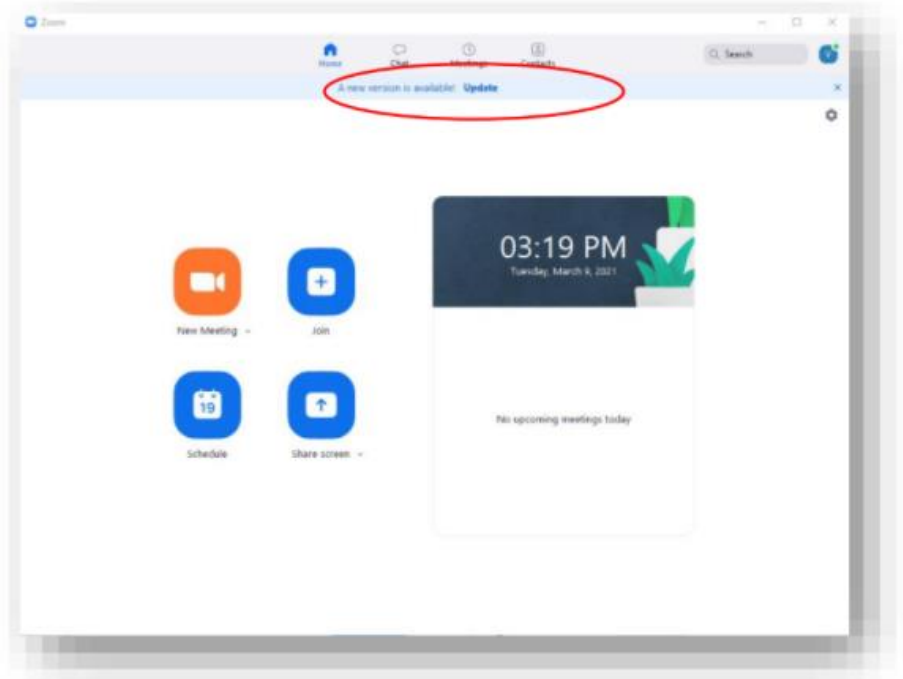 Zoom
Home Chat Meetings Contacts
Search
A new version is available! Update
03:19 PM
Tuesday, March 9, 2021
New Meeting
Join
19
Schedule
Share screen
No upcoming meetings today